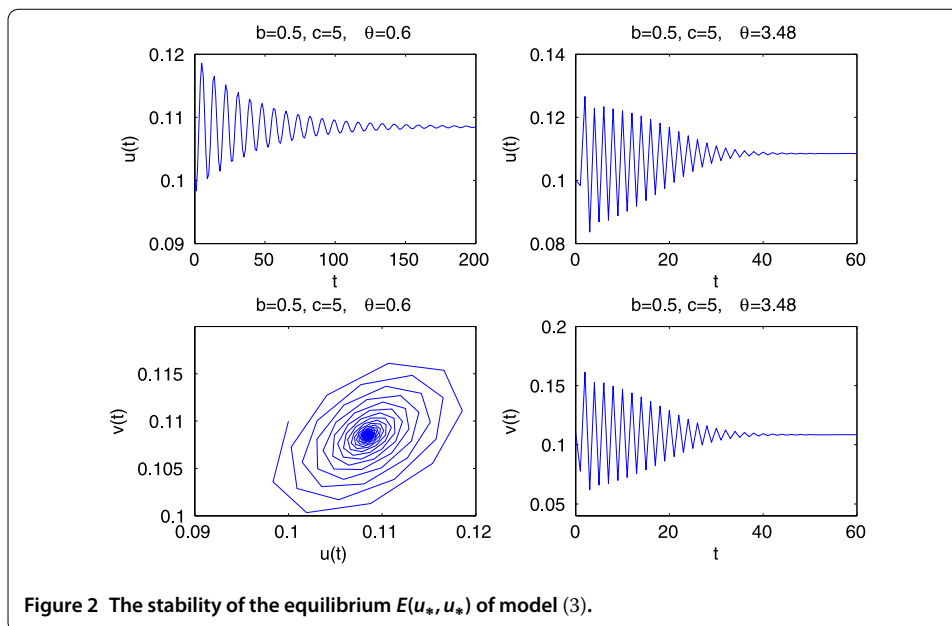 b=0.5, c=5, θ=0.6
0.12
0.11
0.1
0.09
u(t)
0 50 100 150 200
t
b=0.5, c=5, θ=3.48
0.14
0.12
0.1
0.08
u(t)
0 20 40 60
t
b=0.5, c=5, θ=0.6
0.115
0.11
0.105
0.1
v(t)
0.09 0.1 0.11 0.12
u(t)
b=0.5, c=5, θ=3.48
0.2
0.15
0.1
0.05
v(t)
0 20 40 60
t
Figure 2 The stability of the equilibrium E(u*, u*) of model (3).